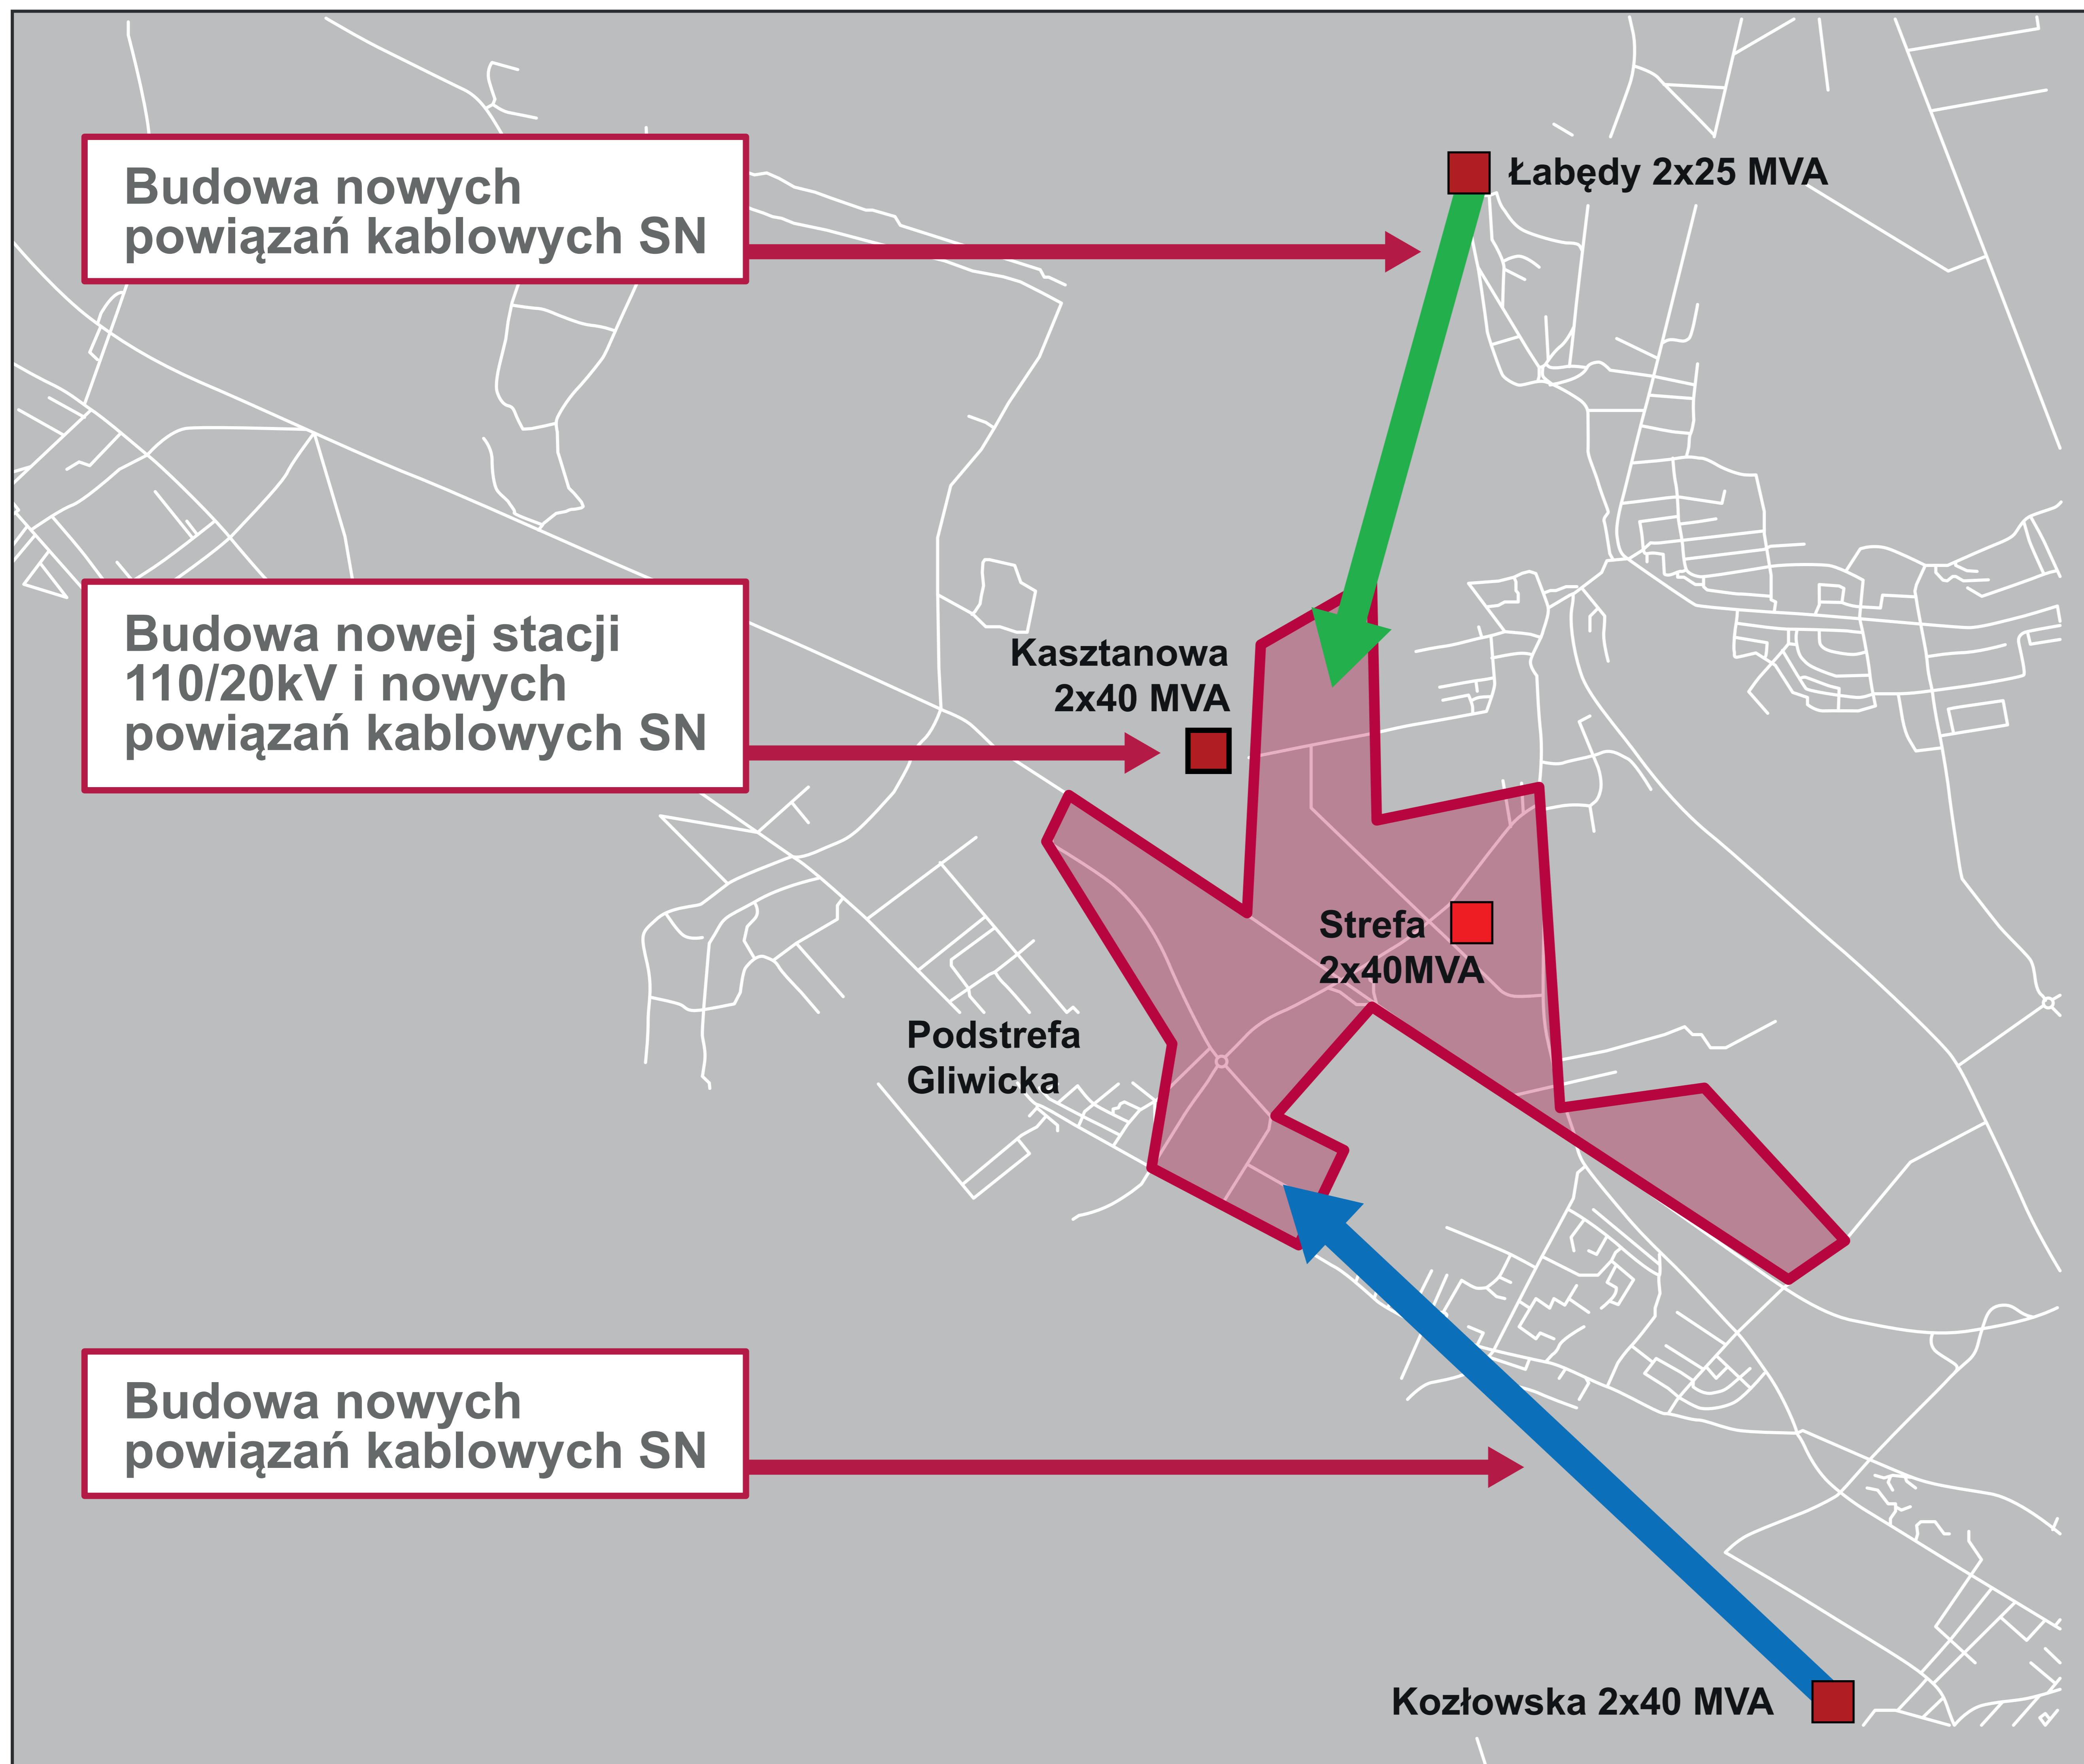 Budowa nowych
powiązań kablowych SN
Łabędy 2x25 MVA
Budowa nowej stacji
110/20kV i nowych
powiązań kablowych SN
Kasztanowa
2x40 MVA
Strefa
2x40MVA
Podstrefa
Gliwicka
Budowa nowych
powiązań kablowych SN
Kozłowska 2x40 MVA